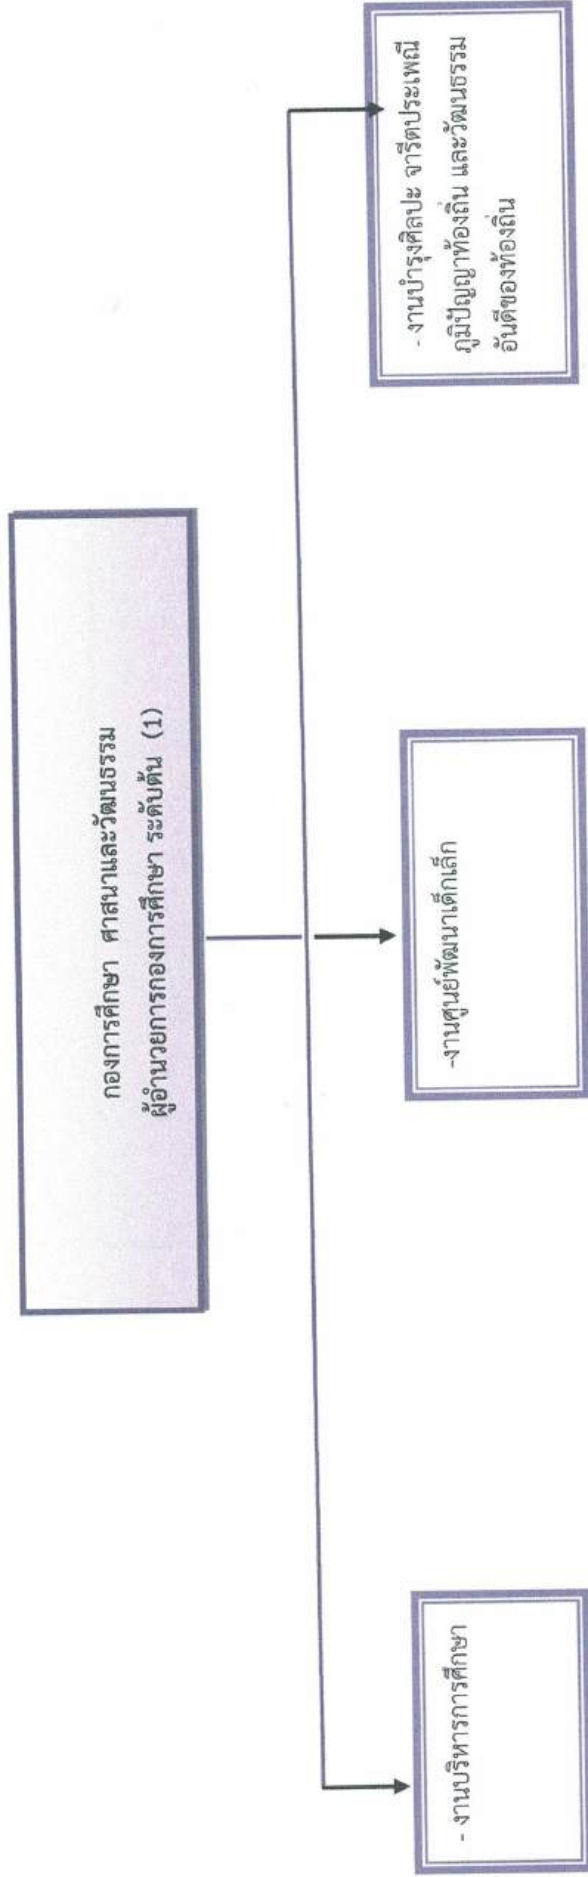 กองการศึกษา ศาสนาและวัฒนธรรม
ผู้อำนวยการกองการศึกษา ระดับต้น (1)
- งานบริหารการศึกษา
-งานศูนย์พัฒนาเด็กเล็ก
- งานบำรุงศิลปะ จารีตประเพณี
ภูมิปัญญาท้องถิ่น และวัฒนธรรม
อันดีของท้องถิ่น